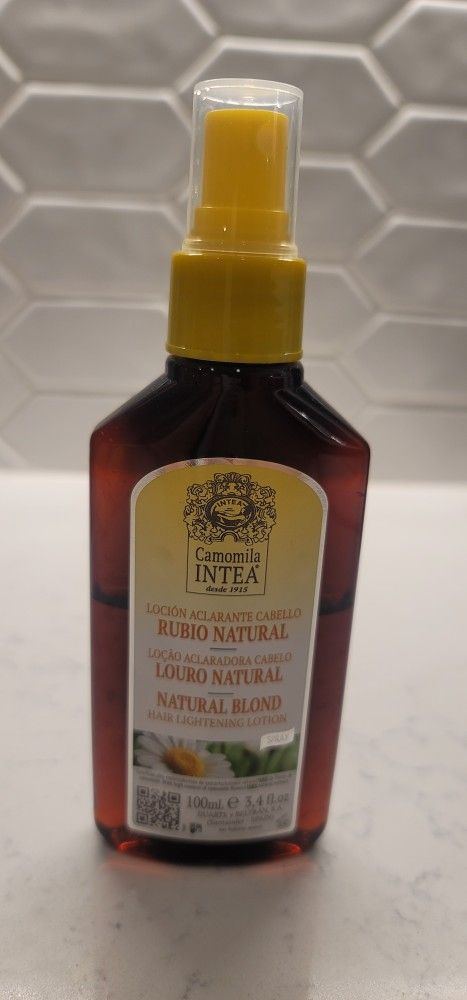 INTEA
Camomila
INTEA®
desde 1915
LOCIÓN ACLARANTE CABELLO
RUBIO NATURAL
LOÇÃO ACLARADORA CABELO
LOURO NATURAL
NATURAL BLOND
HAIR LIGHTENING LOTION
SPRAY
100ml. ℮ 3,4 fl.oz